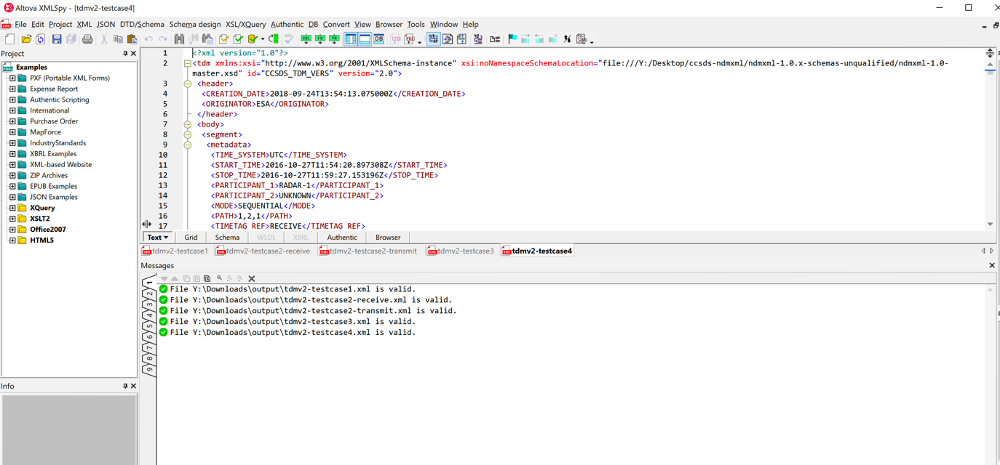 Altova XMLSpy - [tdmv2-testcase4]
File Edit Project XML JSON DTD/Schema Schema design XSL/XQuery Authentic DB Convert View Browser Tools Window Help
Project
Examples
PXF (Portable XML Forms)
Expense Report
Authentic Scripting
International
Purchase Order
MapForce
IndustryStandards
XBRL Examples
XML-based Website
ZIP Archives
EPUB Examples
JSON Examples
XQuery
XSLT2
Office2007
HTML5
Info
1 <?xml version="1.0"?>
2 <tdm xmlns:xsi="http://www.w3.org/2001/XMLSchema-instance" xsi:noNamespaceSchemaLocation="file:///Y:/Desktop/ccsds-ndmxml/ndmxml-1.0.x-schemas-unqualified/ndmxml-1.0-
master.xsd" id="CCSDS_TDM_VERS" version="2.0">
3 <header>
4 <CREATION_DATE>2018-09-24T13:54:13.075000Z</CREATION_DATE>
5 <ORIGINATOR>ESA</ORIGINATOR>
6 </header>
7 <body>
8 <segment>
9 <metadata>
10 <TIME_SYSTEM>UTC</TIME_SYSTEM>
11 <START_TIME>2016-10-27T11:54:20.897308Z</START_TIME>
12 <STOP_TIME>2016-10-27T11:59:27.153196Z</STOP_TIME>
13 <PARTICIPANT_1>RADAR-1</PARTICIPANT_1>
14 <PARTICIPANT_2>UNKNOWN</PARTICIPANT_2>
15 <MODE>SEQUENTIAL</MODE>
16 <PATH>1,2,1</PATH>
17 <TIMETAG_REF>RECEIVE</TIMETAG_REF>
Text Grid Schema WSDL XBRL Authentic Browser
tdmv2-testcase1 tdmv2-testcase2-receive tdmv2-testcase2-transmit tdmv2-testcase3 tdmv2-testcase4
Messages
1
2
3
4
5
6
7
8
9
File Y:\Downloads\output\tdmv2-testcase1.xml is valid.
File Y:\Downloads\output\tdmv2-testcase2-receive.xml is valid.
File Y:\Downloads\output\tdmv2-testcase2-transmit.xml is valid.
File Y:\Downloads\output\tdmv2-testcase3.xml is valid.
File Y:\Downloads\output\tdmv2-testcase4.xml is valid.